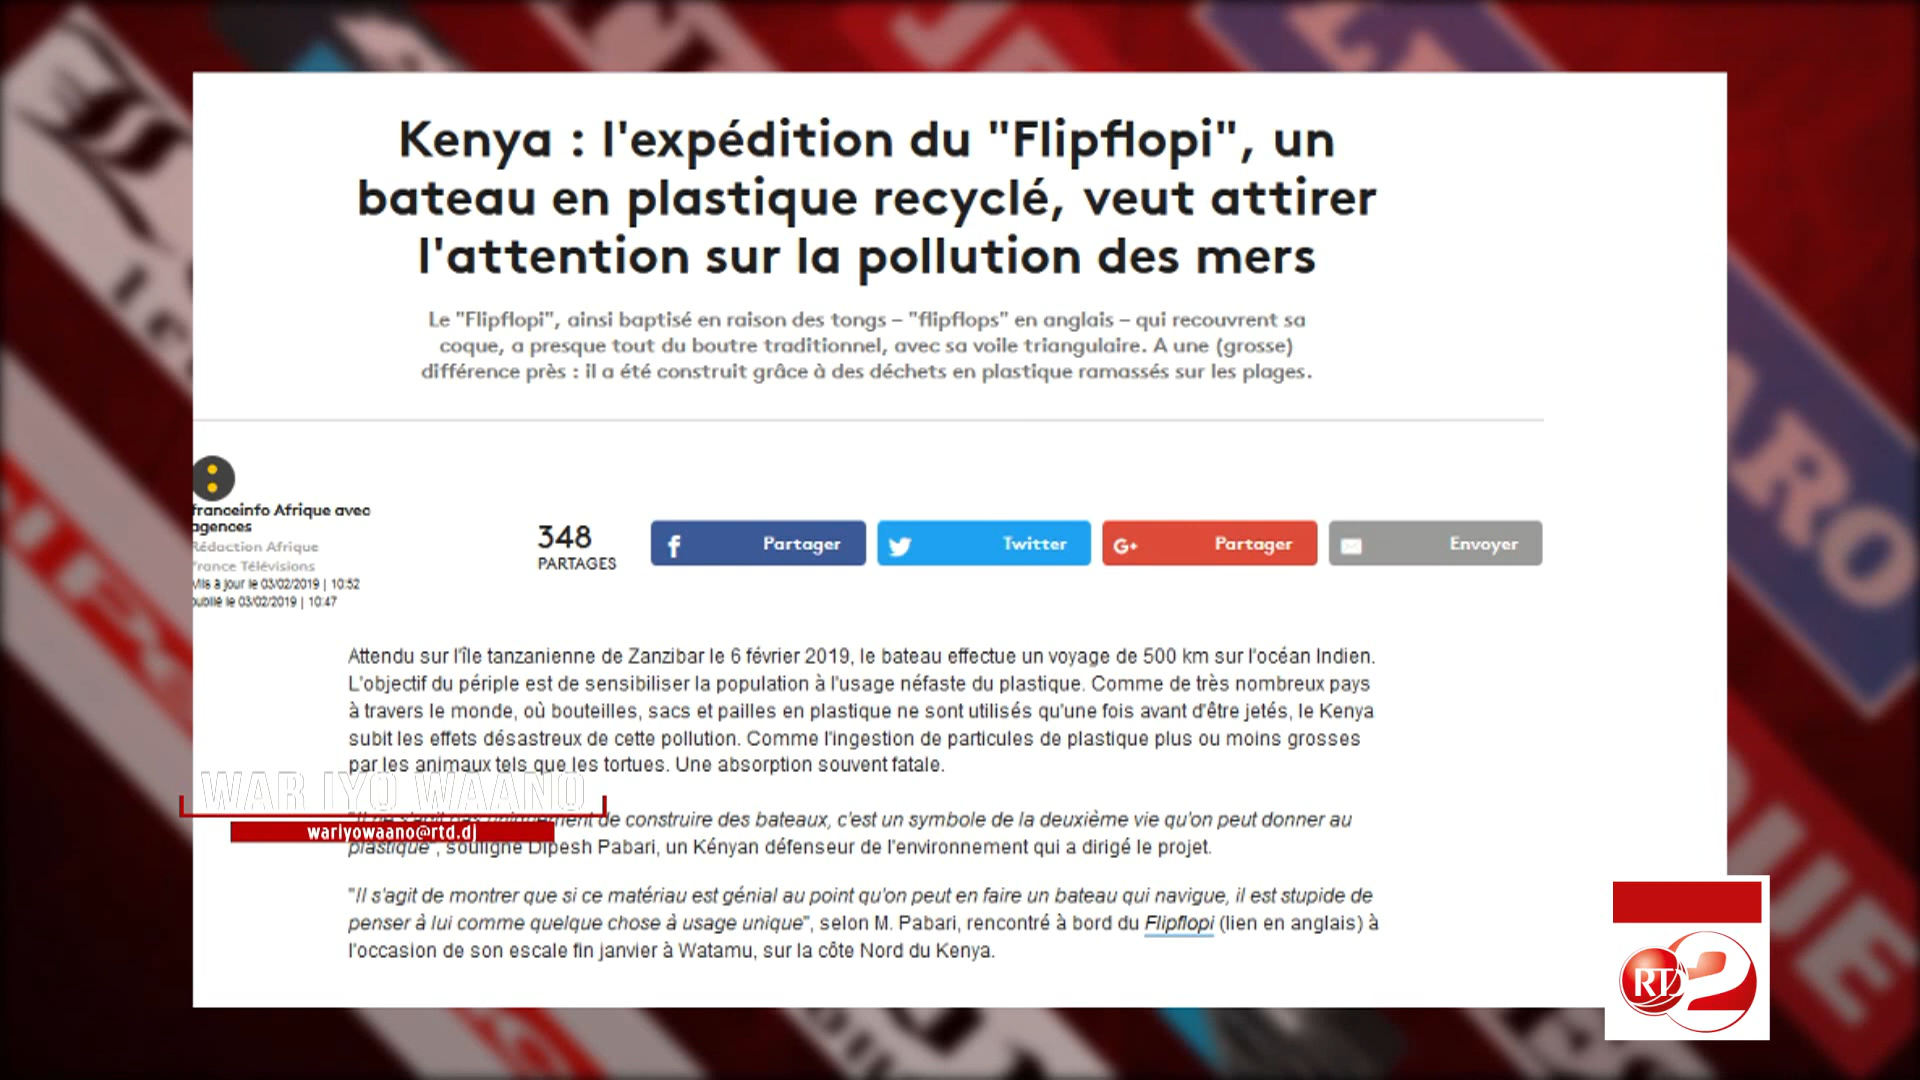 Kenya : l'expédition du "Flipflopi", un
bateau en plastique recyclé, veut attirer
l'attention sur la pollution des mers
Le "Flipflopi", ainsi baptisé en raison des tongs – "flipflops" en anglais – qui recouvrent sa
coque, a presque tout du boutre traditionnel, avec sa voile triangulaire. A une (grosse)
différence près : il a été construit grâce à des déchets en plastique ramassés sur les plages.
franceinfo Afrique avec
agences
Rédaction Afrique
France Télévisions
Mis à jour le 03/02/2019 | 10:52
publié le 03/02/2019 | 10:47
348
PARTAGES
Partager
Twitter
G+ Partager
Envoyer
Attendu sur l'île tanzanienne de Zanzibar le 6 février 2019, le bateau effectue un voyage de 500 km sur l'océan Indien.
L'objectif du périple est de sensibiliser la population à l'usage néfaste du plastique. Comme de très nombreux pays
à travers le monde, où bouteilles, sacs et pailles en plastique ne sont utilisés qu'une fois avant d'être jetés, le Kenya
subit les effets désastreux de cette pollution. Comme l'ingestion de particules de plastique plus ou moins grosses
par les animaux tels que les tortues. Une absorption souvent fatale.
WAR IYO WAANO
wariyowaano@rtd.dj
de construire des bateaux, c'est un symbole de la deuxième vie qu'on peut donner au
plastique", souligne Dipesh Pabari, un Kényan défenseur de l'environnement qui a dirigé le projet.
"Il s'agit de montrer que si ce matériau est génial au point qu'on peut en faire un bateau qui navigue, il est stupide de
penser à lui comme quelque chose à usage unique", selon M. Pabari, rencontré à bord du Flipflopi (lien en anglais) à
l'occasion de son escale fin janvier à Watamu, sur la côte Nord du Kenya.
RTD 2